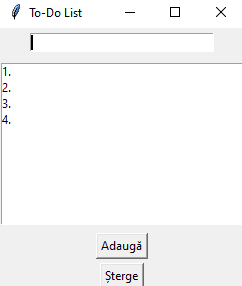 To-Do List
1.
2.
3.
4.
Adaugă
Șterge